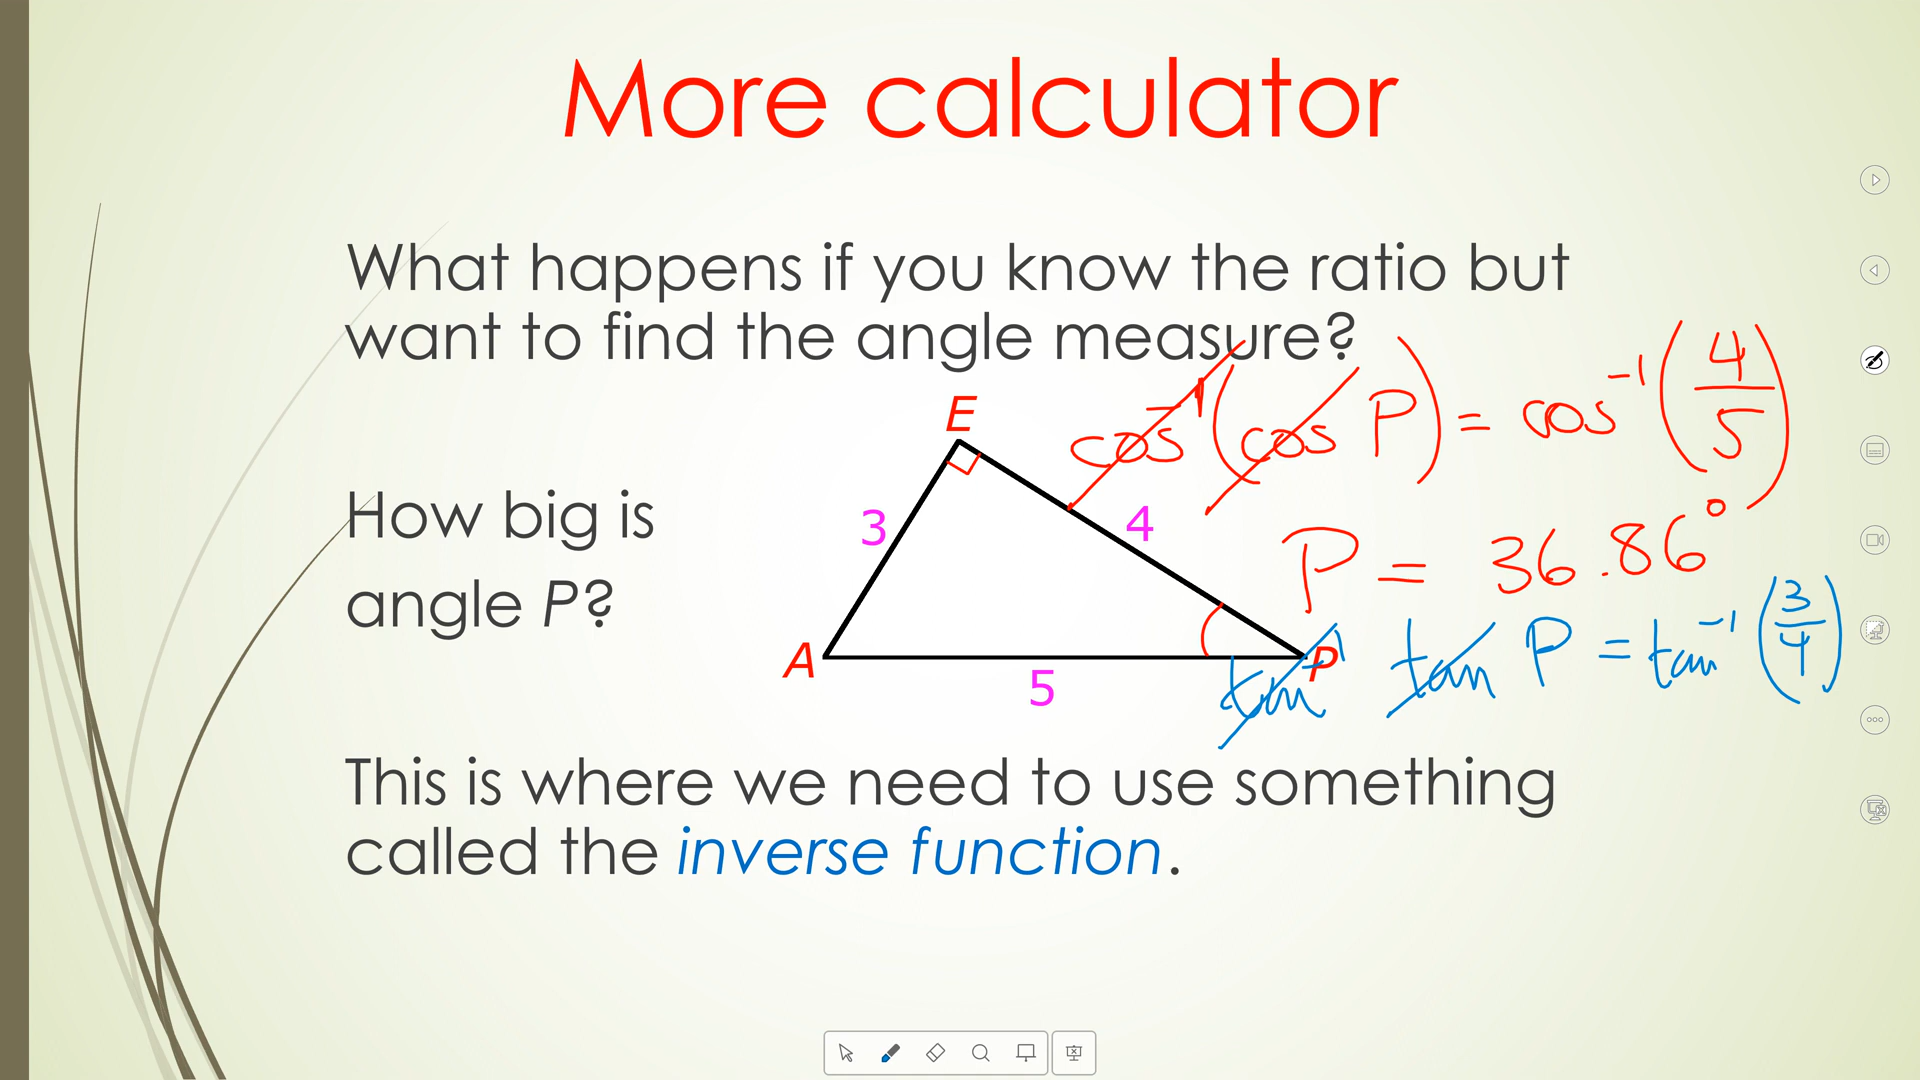 More calculator
What happens if you know the ratio but
want to find the angle measure?
cos⁻¹(cos P) = cos⁻¹(4/5)
E
How big is
3
4
P = 36.86°
angle P?
tan⁻¹ tan P = tan⁻¹(3/4)
A
P
5
This is where we need to use something
called the inverse function.